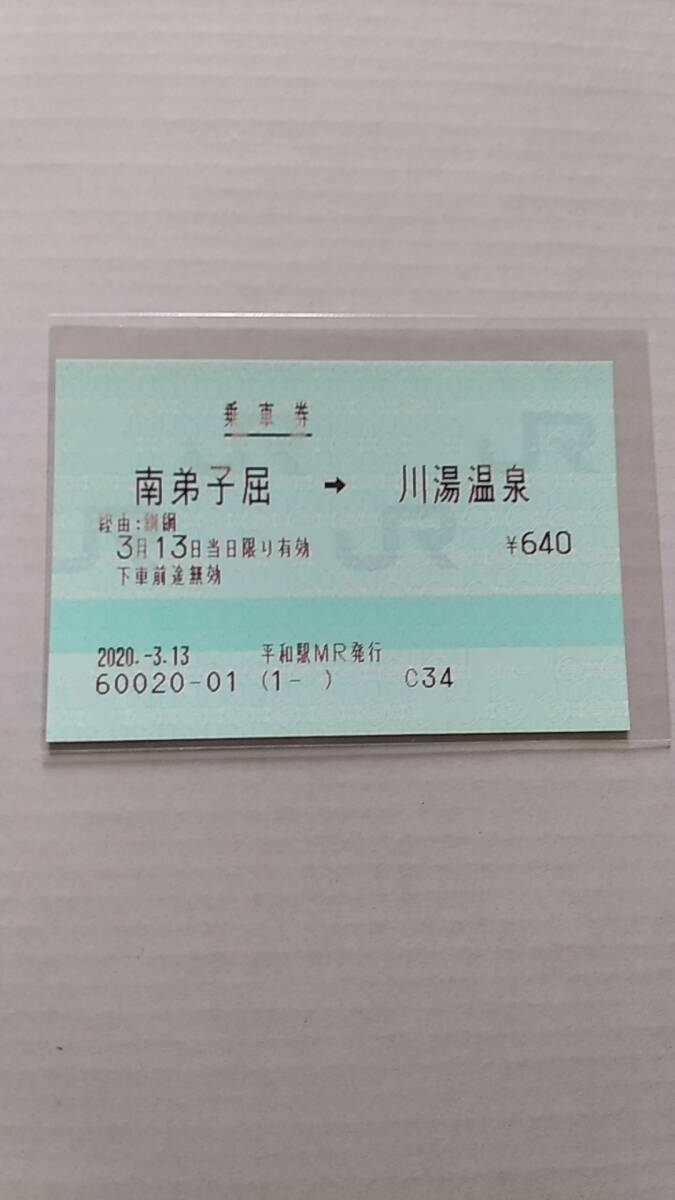 乗車券
南弟子屈 → 川湯温泉
経由:釧網
3月13日当日限り有効 ¥640
下車前途無効
2020.-3.13 平和駅MR発行
60020-01 (1- ) C34